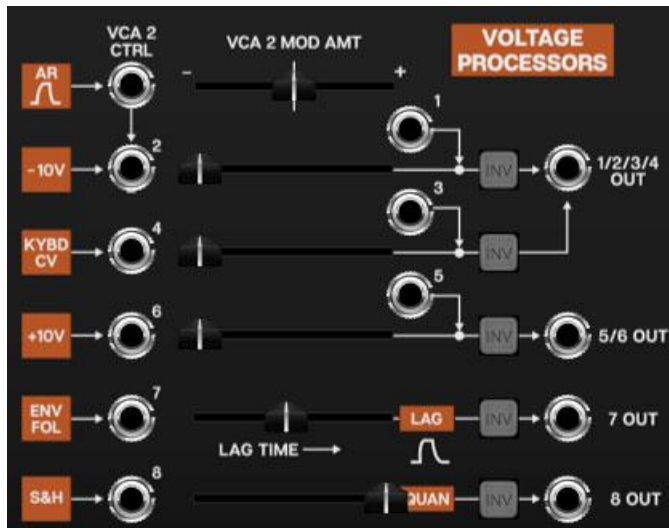 VCA 2
CTRL
VCA 2 MOD AMT
VOLTAGE
PROCESSORS
AR
- +
1
2
-10V
INV
1/2/3/4
OUT
3
4
KYBD
CV
INV
5
6
+10V
INV
5/6 OUT
7
ENV
FOL
LAG
INV
7 OUT
LAG TIME
8
S&H
QUAN
INV
8 OUT